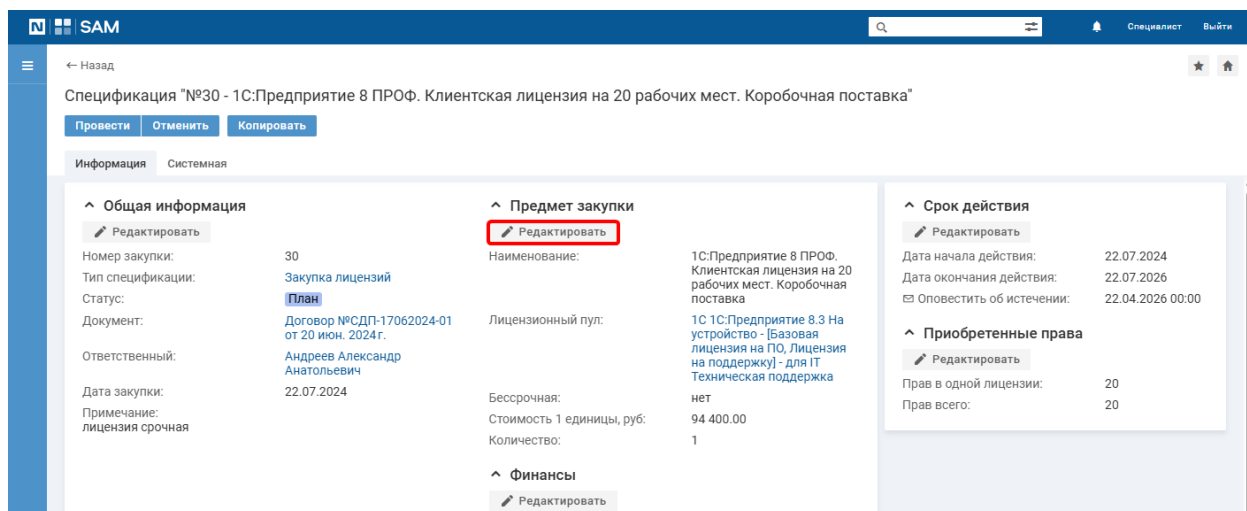 N SAM
Специалист Выйти
← Назад
Спецификация "№30 - 1С:Предприятие 8 ПРОФ. Клиентская лицензия на 20 рабочих мест. Коробочная поставка"
Провести Отменить Копировать
Информация Системная
Общая информация
Редактировать
Номер закупки: 30
Тип спецификации: Закупка лицензий
Статус: План
Документ: Договор №СДП-17062024-01
от 20 июн. 2024 г.
Ответственный: Андреев Александр
Анатольевич
Дата закупки: 22.07.2024
Примечание:
лицензия срочная
Предмет закупки
Редактировать
Наименование: 1С:Предприятие 8 ПРОФ.
Клиентская лицензия на 20
рабочих мест. Коробочная
поставка
Лицензионный пул: 1С 1С:Предприятие 8.3 На
устройство - [Базовая
лицензия на ПО, Лицензия
на поддержку] - для IT
Техническая поддержка
Бессрочная: нет
Стоимость 1 единицы, руб: 94 400.00
Количество: 1
Финансы
Редактировать
Срок действия
Редактировать
Дата начала действия: 22.07.2024
Дата окончания действия: 22.07.2026
Оповестить об истечении: 22.04.2026 00:00
Приобретенные права
Редактировать
Прав в одной лицензии: 20
Прав всего: 20